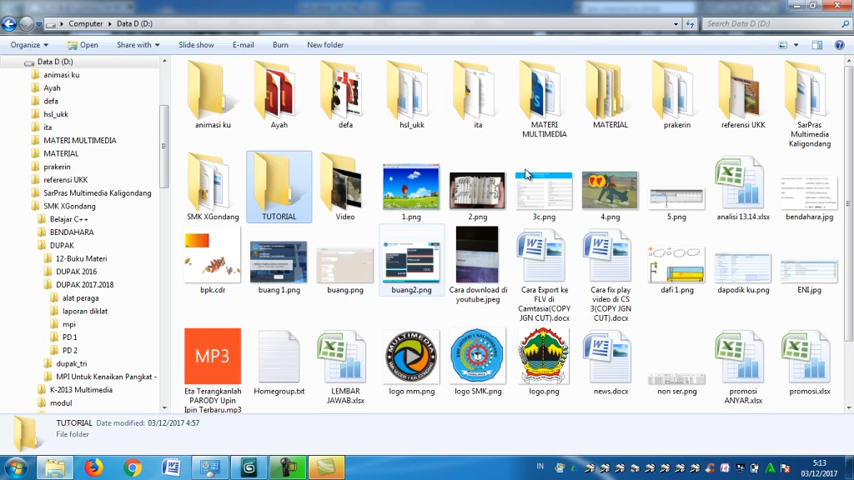 Computer ▸ Data D (D:) ▸
Search Data D (D:)
Organize Open Share with Slide show E-mail Burn New folder
Data D (D:)
animasi ku
Ayah
defa
hsl_ukk
ita
MATERI MULTIMEDIA
MATERIAL
prakerin
referensi UKK
SarPras Multimedia Kaligondang
SMK XGondang
Belajar C++
BENDAHARA
DUPAK
12-Buku Materi
DUPAK 2016
DUPAK 2017.2018
alat peraga
laporan diklat
mpi
PD 1
PD 2
dupak_tri
MPI Untuk Kenaikan Pangkat -
K-2013 Multimedia
modul
animasi ku
Ayah
defa
hsl_ukk
ita
MATERI
MULTIMEDIA
MATERIAL
prakerin
referensi UKK
SarPras
Multimedia
Kaligondang
SMK XGondang
TUTORIAL
Video
1.png
2.png
3c.png
4.png
5.png
analisi 13.14.xlsx
bendahara.jpg
bpk.cdr
buang 1.png
buang.png
buang2.png
Cara download di
youtube.jpeg
Cara Export ke
FLV di
Camtasia(COPY
JGN CUT).docx
Cara fix play
video di CS
3(COPY JGN
CUT).docx
dafi 1.png
dapodik ku.png
ENI.jpg
MP3
Eta Terangkanlah
PARODY Upin
Ipin Terbaru.mp3
Homegroup.txt
LEMBAR
JAWAB.xlsx
MULTIMEDIA
logo mm.png
logo SMK.png
logo.png
news.docx
non ser.png
promosi
ANYAR.xlsx
promosi.xlsx
TUTORIAL Date modified: 03/12/2017 4:57
File folder
IN
5:13
03/12/2017